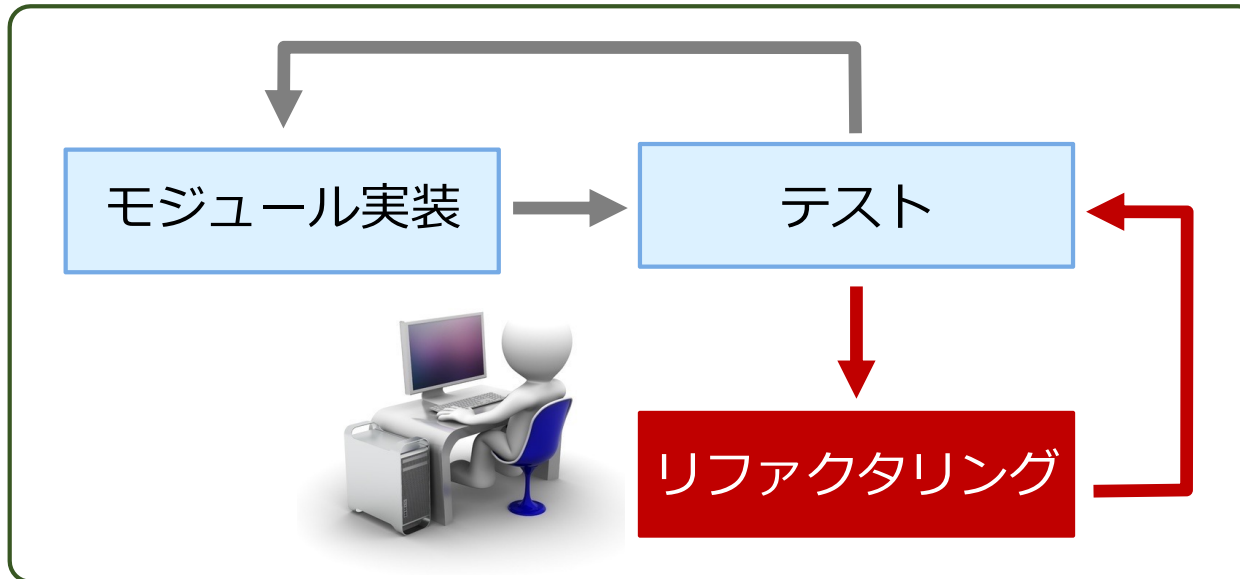 モジュール実装
テスト
リファクタリング